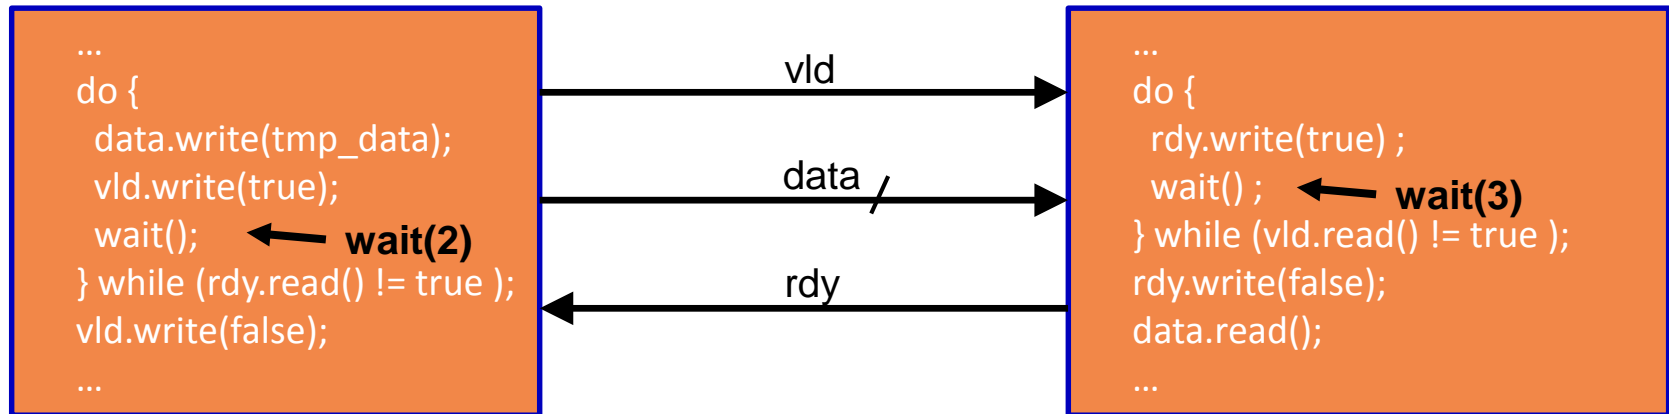 ...
do {
data.write(tmp_data);
vld.write(true);
wait();
wait(2)
} while (rdy.read() != true );
vld.write(false);
...
vld
data
rdy
...
do {
rdy.write(true) ;
wait() ;
wait(3)
} while (vld.read() != true );
rdy.write(false);
data.read();
...